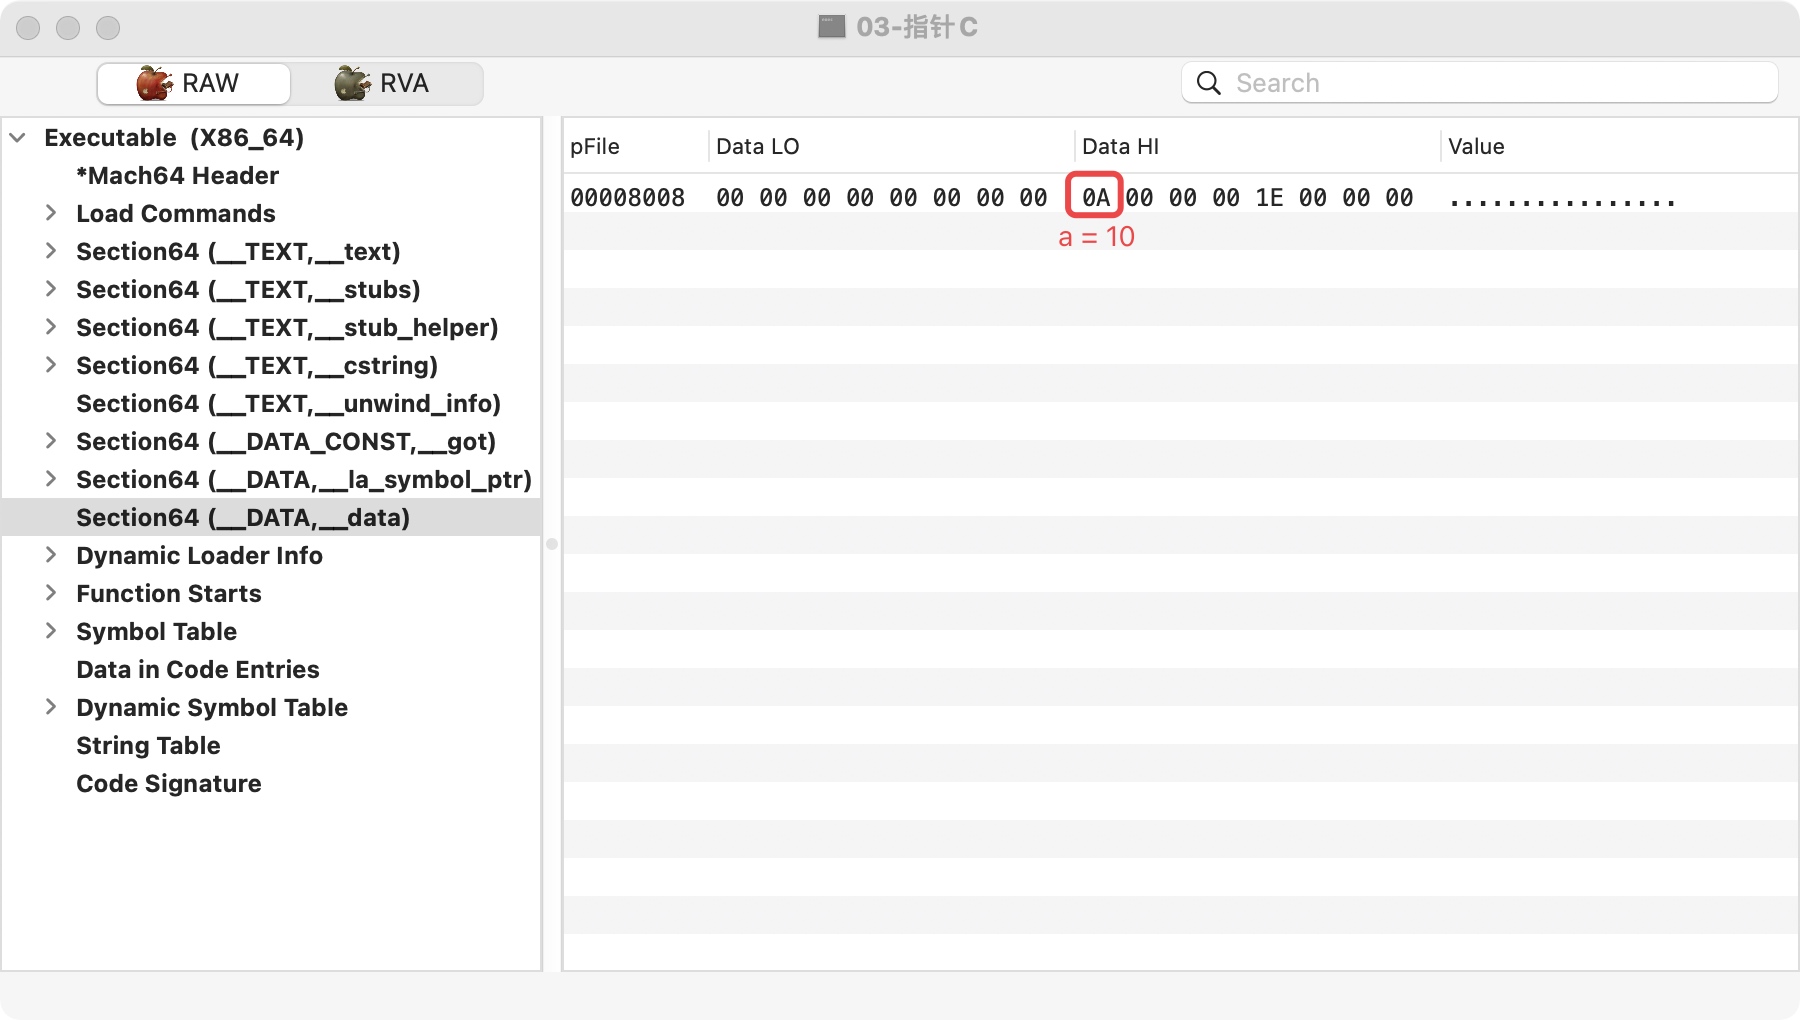 03-指针 C
RAW
RVA
Search
Executable (X86_64)
*Mach64 Header
Load Commands
Section64 (__TEXT,__text)
Section64 (__TEXT,__stubs)
Section64 (__TEXT,__stub_helper)
Section64 (__TEXT,__cstring)
Section64 (__TEXT,__unwind_info)
Section64 (__DATA_CONST,__got)
Section64 (__DATA,__la_symbol_ptr)
Section64 (__DATA,__data)
Dynamic Loader Info
Function Starts
Symbol Table
Data in Code Entries
Dynamic Symbol Table
String Table
Code Signature
pFile Data LO Data HI Value
00008008 00 00 00 00 00 00 00 00 0A 00 00 00 1E 00 00 00 ................
a = 10